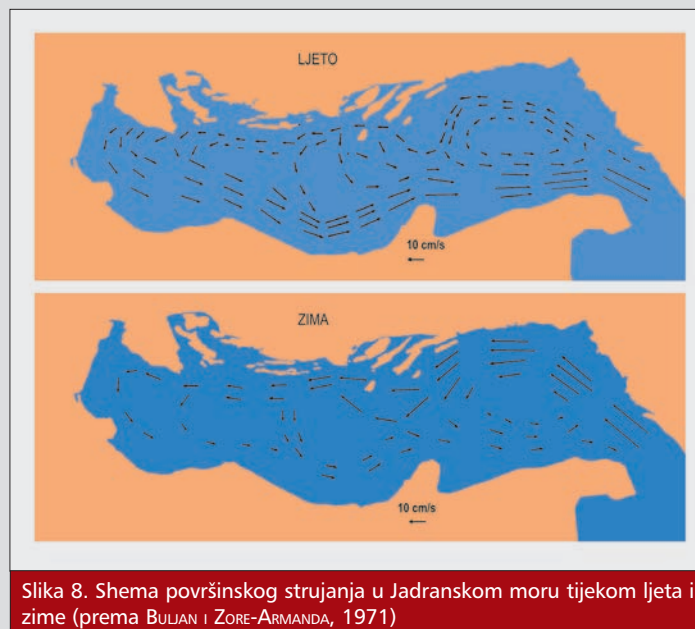 LJETO
10 cm/s
ZIMA
10 cm/s
Slika 8. Shema površinskog strujanja u Jadranskom moru tijekom ljeta i
zime (prema BULJAN I ZORE-ARMANDA, 1971)